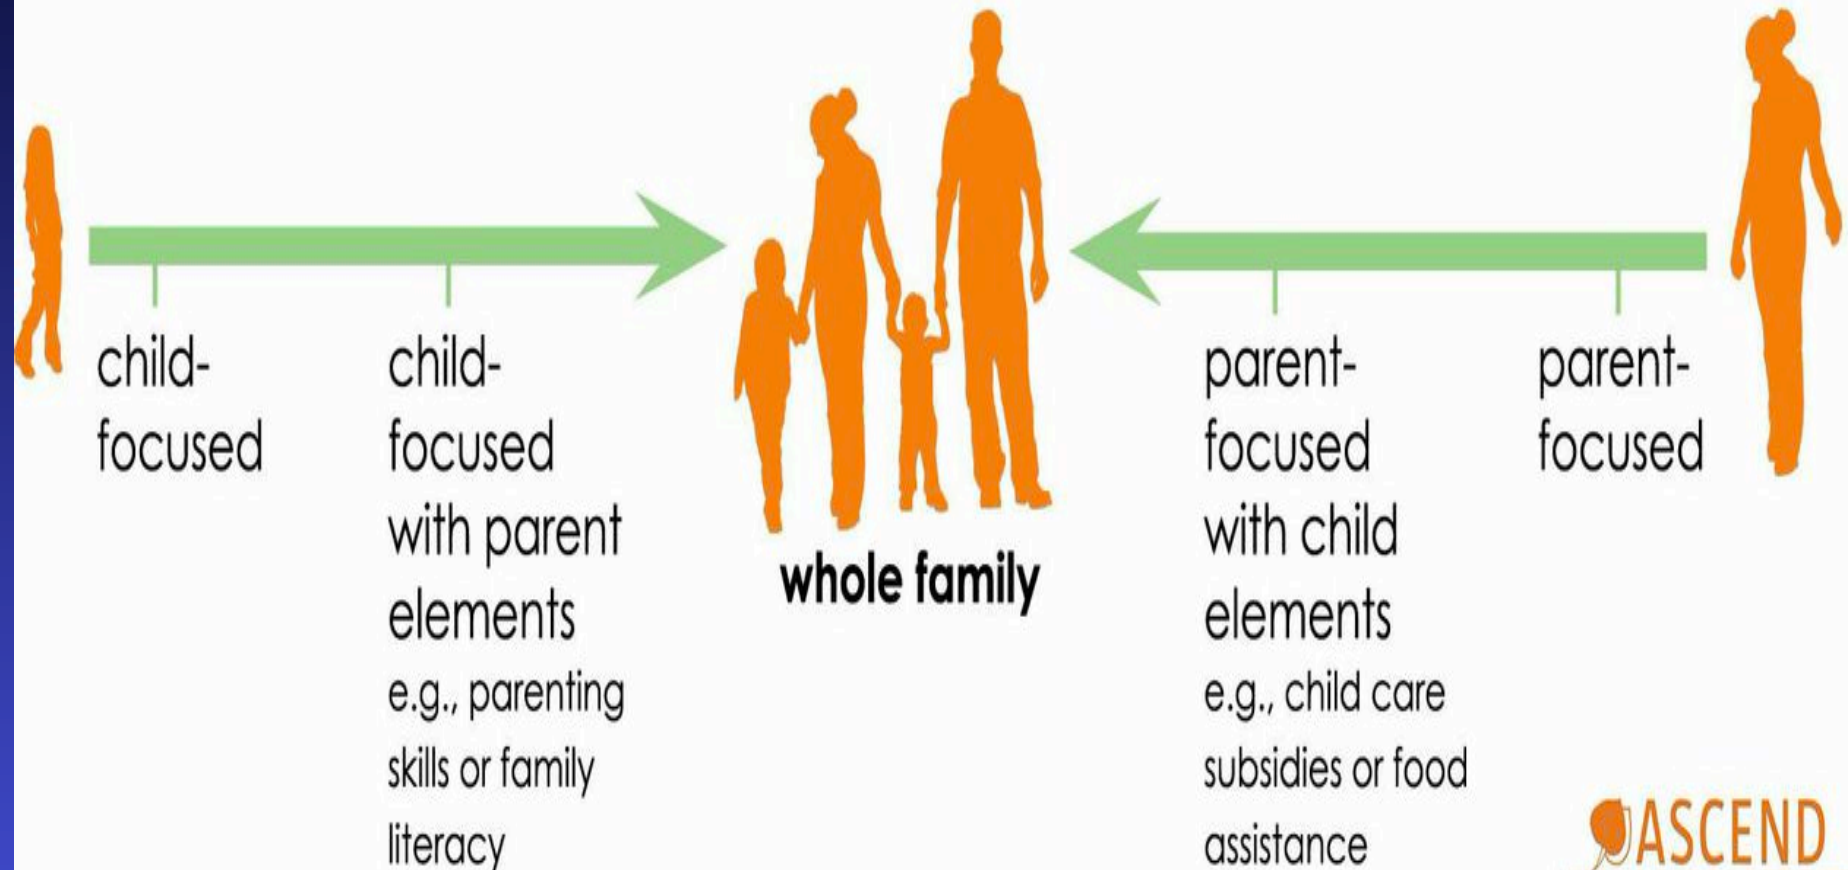 child-
focused
child-
focused
with parent
elements
e.g., parenting
skills or family
literacy
whole family
parent-
focused
with child
elements
e.g., child care
subsidies or food
assistance
parent-
focused
ASCEND